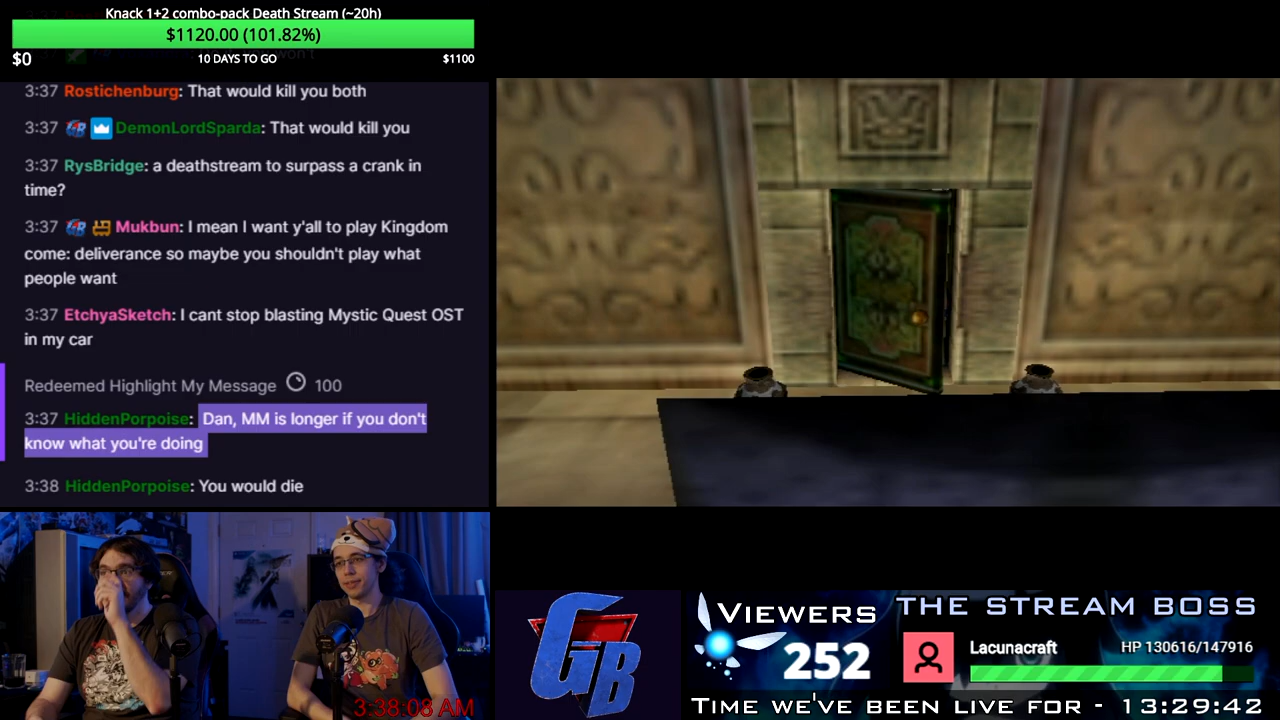 Knack 1+2 combo-pack Death Stream (~20h)
$1120.00 (101.82%)
$0
10 DAYS TO GO
$1100
3:37 Rostichenburg: That would kill you both
3:37 DemonLordSparda: That would kill you
3:37 RysBridge: a deathstream to surpass a crank in
time?
3:37 Mukbun: I mean I want y'all to play Kingdom
come: deliverance so maybe you shouldn't play what
people want
3:37 EtchyaSketch: I cant stop blasting Mystic Quest OST
in my car
Redeemed Highlight My Message 100
3:37 HiddenPorpoise: Dan, MM is longer if you don't
know what you're doing
3:38 HiddenPorpoise: You would die
3:38:08 AM
GB
VIEWERS
252
THE STREAM BOSS
Lacunacraft
HP 130616/147916
TIME WE'VE BEEN LIVE FOR - 13:29:42